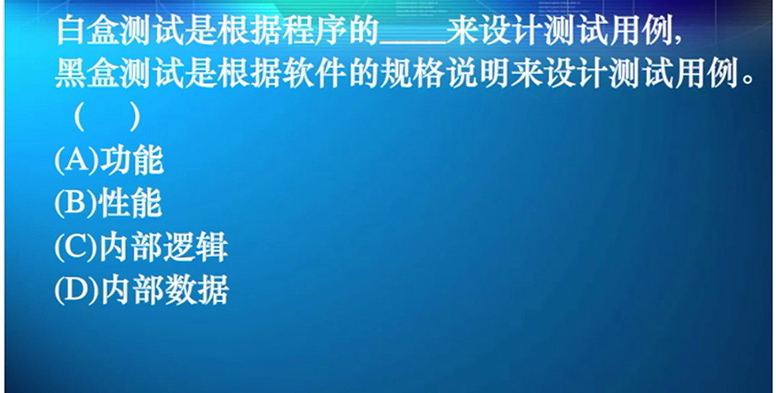 白盒测试是根据程序的_____来设计测试用例,
黑盒测试是根据软件的规格说明来设计测试用例。
( )
(A)功能
(B)性能
(C)内部逻辑
(D)内部数据